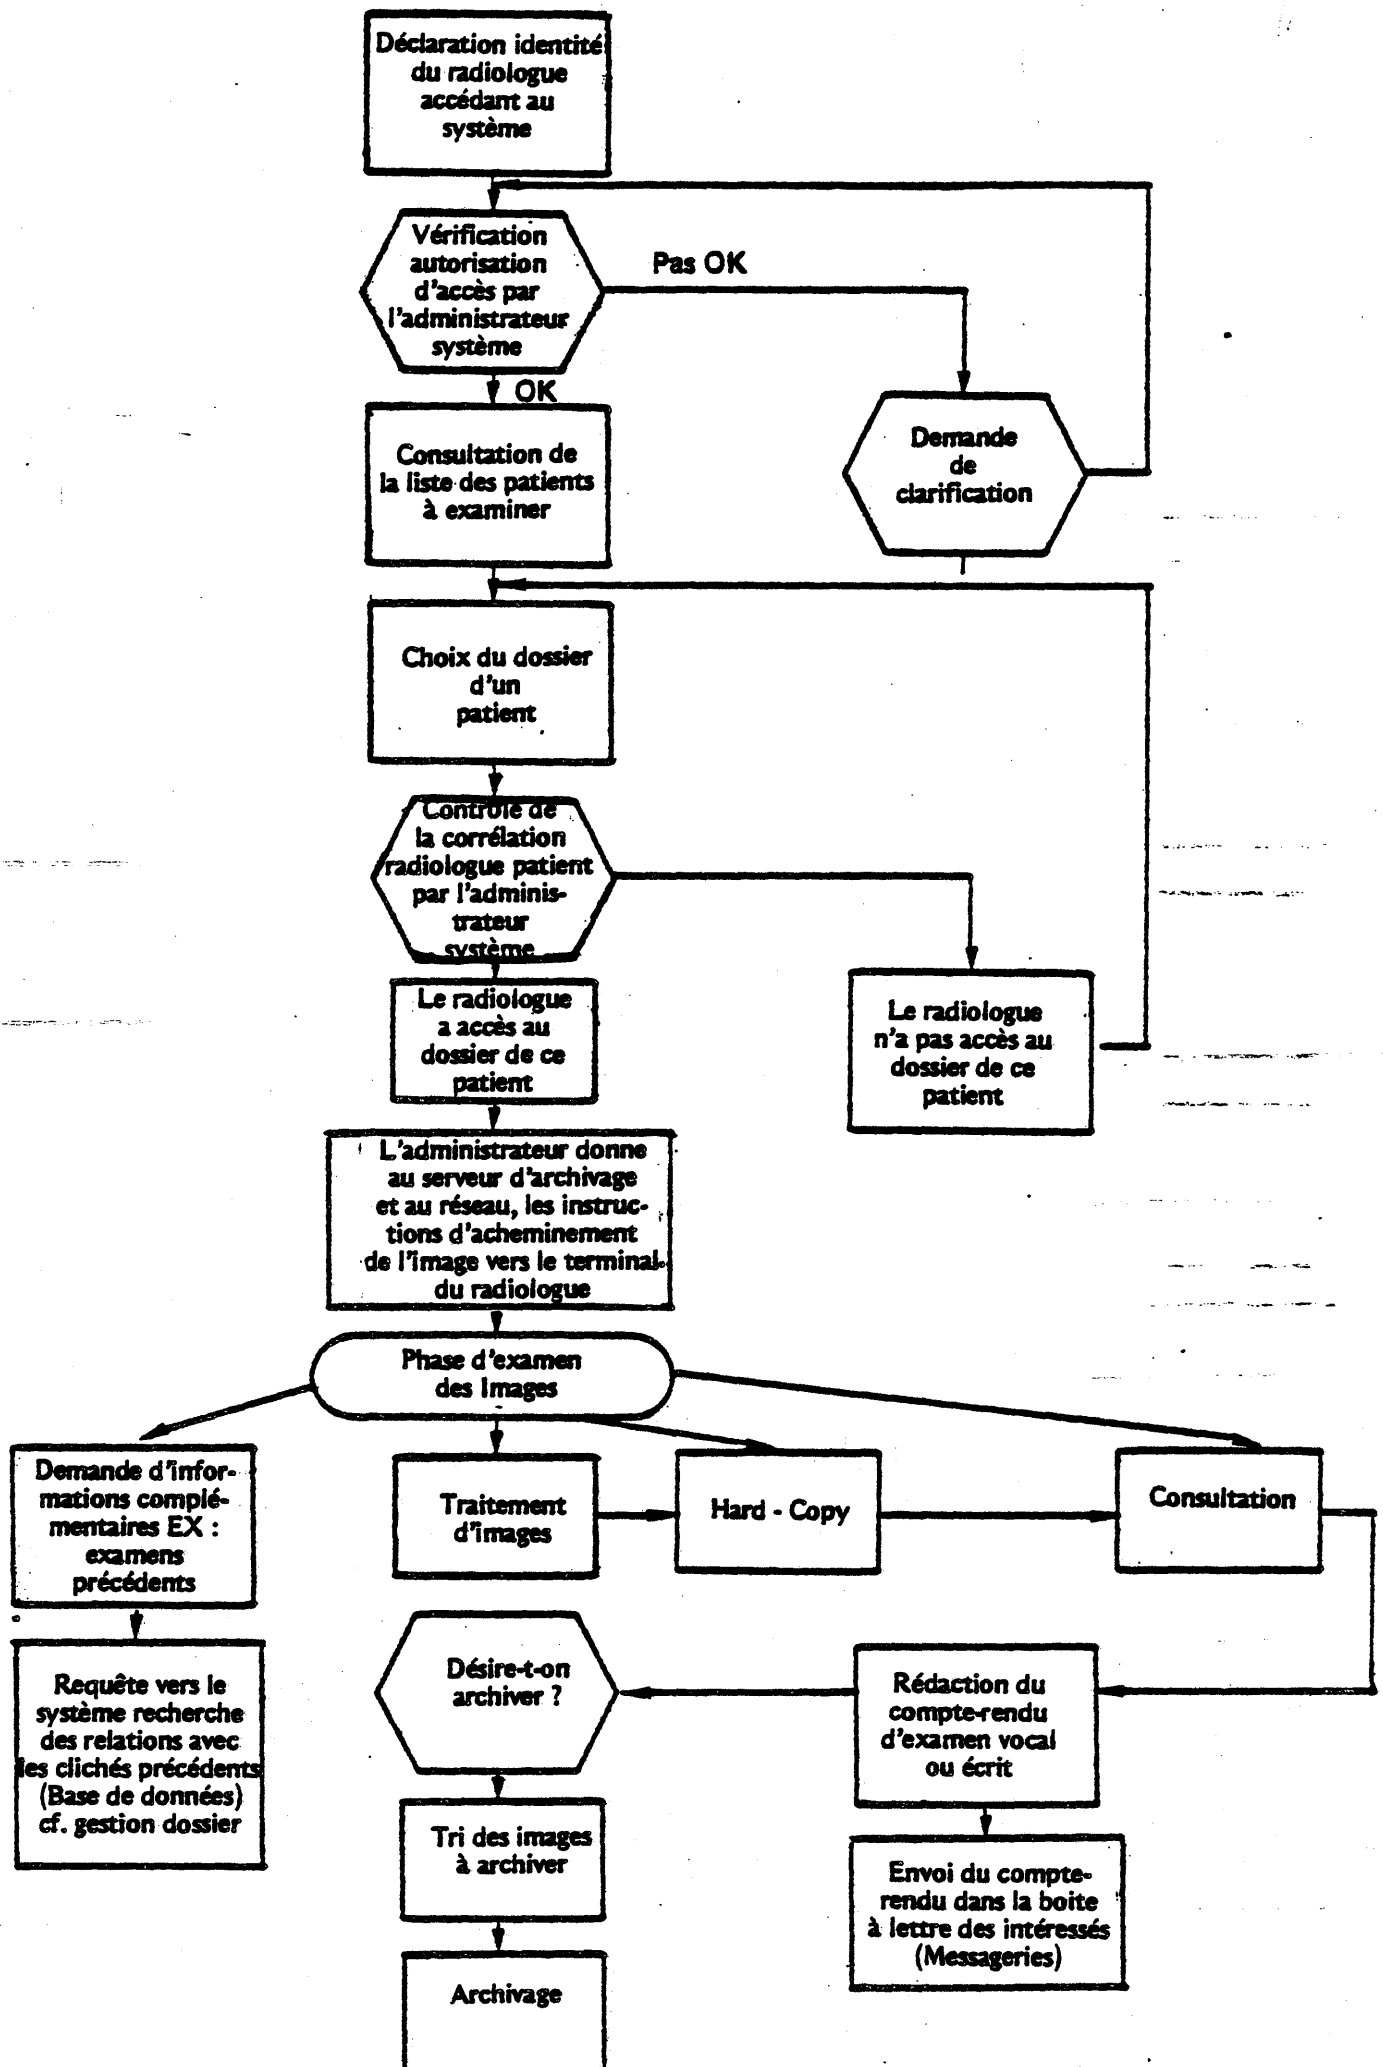 Déclaration identité
du radiologue
accédant au
système
Vérification
autorisation
d'accès par
l'administrateur
système
Pas OK
OK
Demande
de
clarification
Consultation de
la liste des patients
à examiner
Choix du dossier
d'un
patient
Contrôle de
la corrélation
radiologue patient
par l'adminis-
trateur
système
Le radiologue
a accès au
dossier de ce
patient
Le radiologue
n'a pas accès au
dossier de ce
patient
L'administrateur donne
au serveur d'archivage
et au réseau, les instruc-
tions d'acheminement
de l'image vers le terminal
du radiologue
Phase d'examen
des Images
Demande d'infor-
mations complé-
mentaires EX :
examens
précédents
Traitement
d'images
Hard - Copy
Consultation
Requête vers le
système recherche
des relations avec
les clichés précédents
(Base de données)
cf. gestion dossier
Désire-t-on
archiver ?
Rédaction du
compte-rendu
d'examen vocal
ou écrit
Tri des images
à archiver
Envoi du compte-
rendu dans la boite
à lettre des intéressés
(Messageries)
Archivage